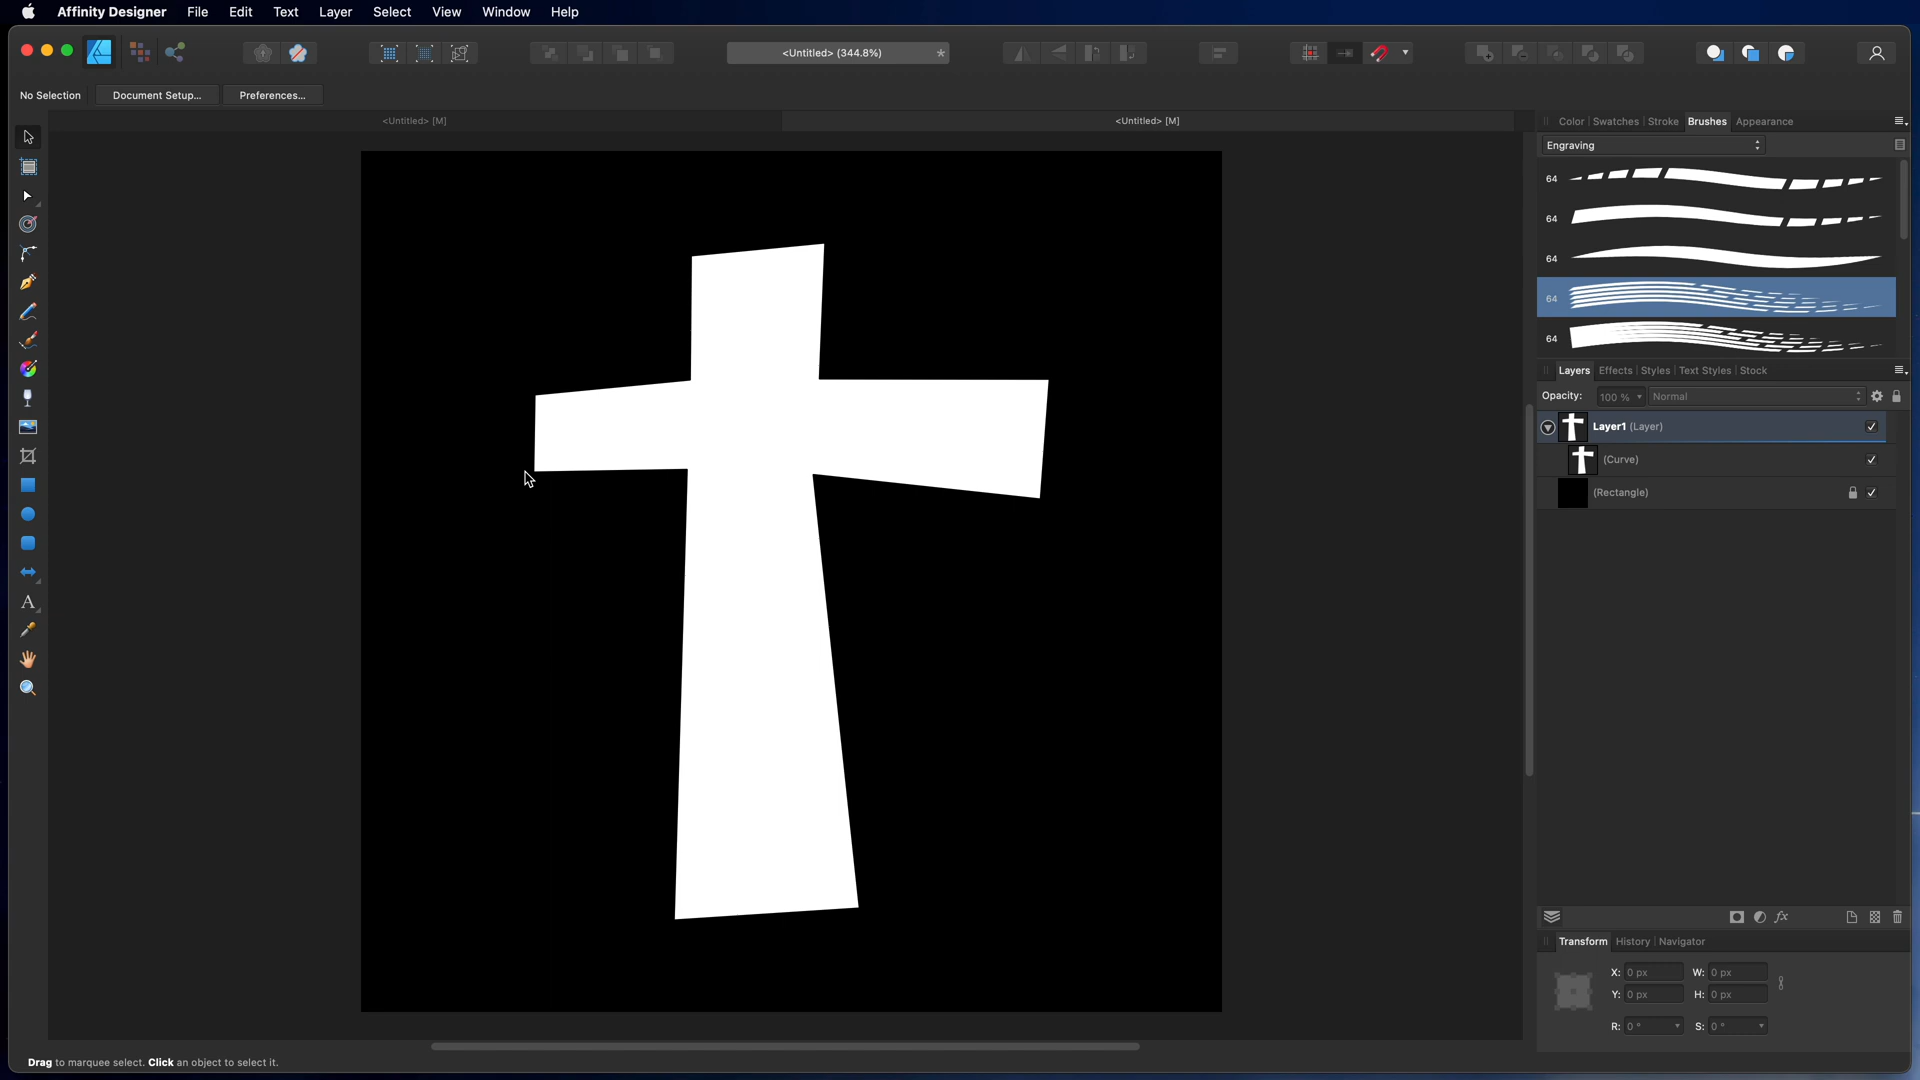 Affinity Designer File Edit Text Layer Select View Window Help
<Untitled> (344.8%) *
No Selection Document Setup... Preferences...
<Untitled> [M] <Untitled> [M]
Color Swatches Stroke Brushes Appearance
Engraving
64
64
64
64
64
Layers Effects Styles Text Styles Stock
Opacity: 100 % Normal
Layer1 (Layer)
(Curve)
(Rectangle)
Transform History Navigator
X: 0 px W: 0 px
Y: 0 px H: 0 px
R: 0 ° S: 0 °
Drag to marquee select. Click an object to select it.